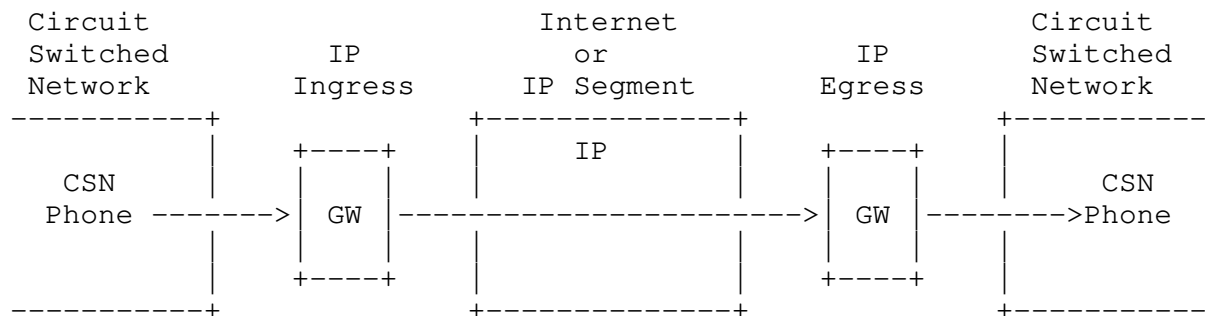 Circuit Internet Circuit
Switched IP or IP Switched
Network Ingress IP Segment Egress Network
IP
CSN CSN
Phone GW GW Phone